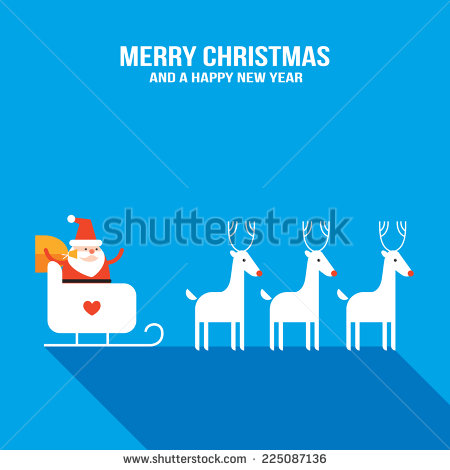 MERRY CHRISTMAS
AND A HAPPY NEW YEAR
shutterstock
www.shutterstock.com · 225087136